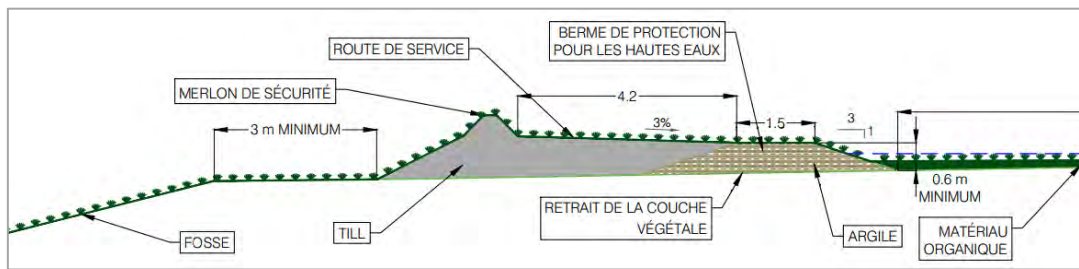 BERME DE PROTECTION
POUR LES HAUTES EAUX
ROUTE DE SERVICE
MERLON DE SÉCURITÉ
4.2
3 m MINIMUM
3%
1.5
3
1
0.6 m
MINIMUM
FOSSE
TILL
RETRAIT DE LA COUCHE
VÉGÉTALE
ARGILE
MATÉRIAU
ORGANIQUE